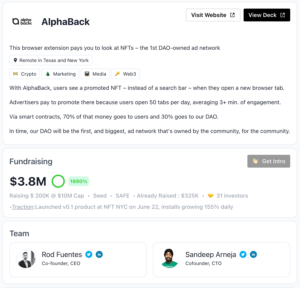 alpha back
AlphaBack
Visit Website
View Deck
This browser extension pays you to look at NFTs – the 1st DAO-owned ad network
Remote in Texas and New York
Crypto
Marketing
Media
Web3
With AlphaBack, users see a promoted NFT – instead of a search bar – when they open a new browser tab.
Advertisers pay to promote there because users open 50 tabs per day, averaging 3+ min. of engagement.
Via smart contracts, 70% of that money goes to users and 30% goes to our DAO.
In time, our DAO will be the first, and biggest, ad network that's owned by the community, for the community.
Fundraising
Get Intro
$3.8M
1880%
Raising $ 200K @ $10M Cap • Seed • SAFE • Already Raised : $325K • 31 investors
•Traction:Launched v0.1 product at NFT NYC on June 22, installs growing 155% daily
Team
Rod Fuentes
Co-founder, CEO
Sandeep Arneja
Cofounder, CTO